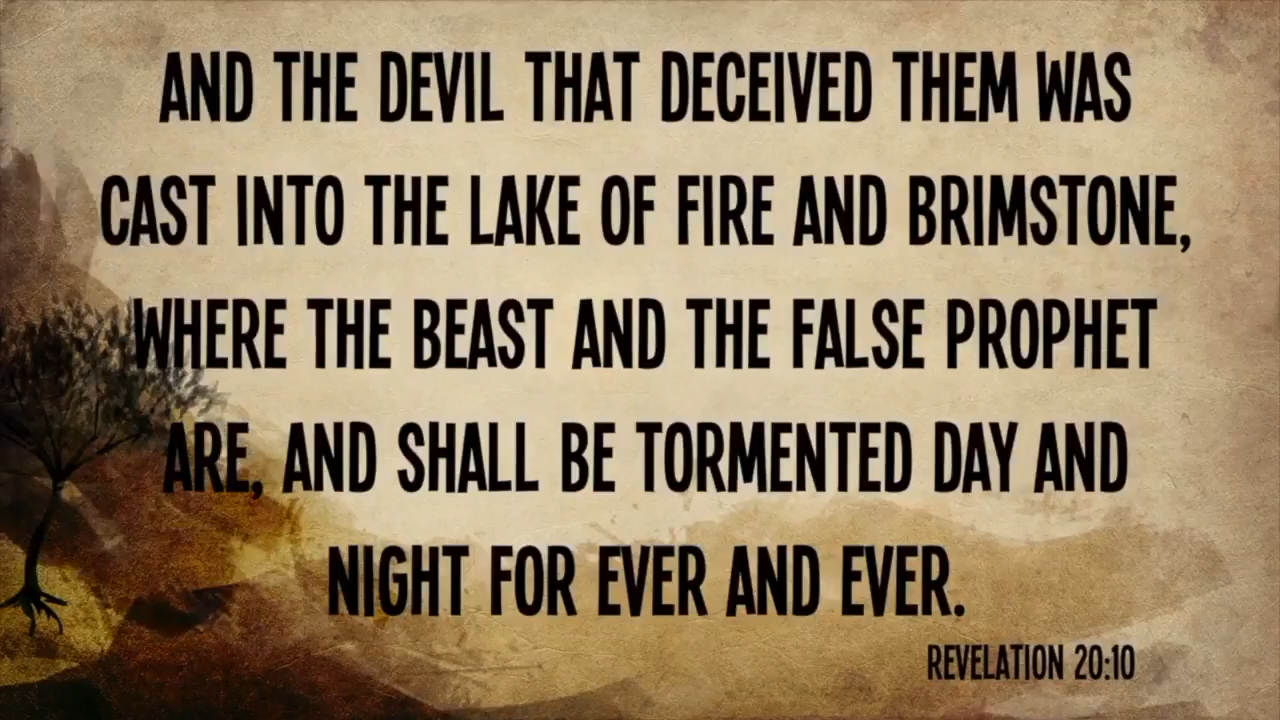 AND THE DEVIL THAT DECEIVED THEM WAS
CAST INTO THE LAKE OF FIRE AND BRIMSTONE,
WHERE THE BEAST AND THE FALSE PROPHET
ARE, AND SHALL BE TORMENTED DAY AND
NIGHT FOR EVER AND EVER.
REVELATION 20:10